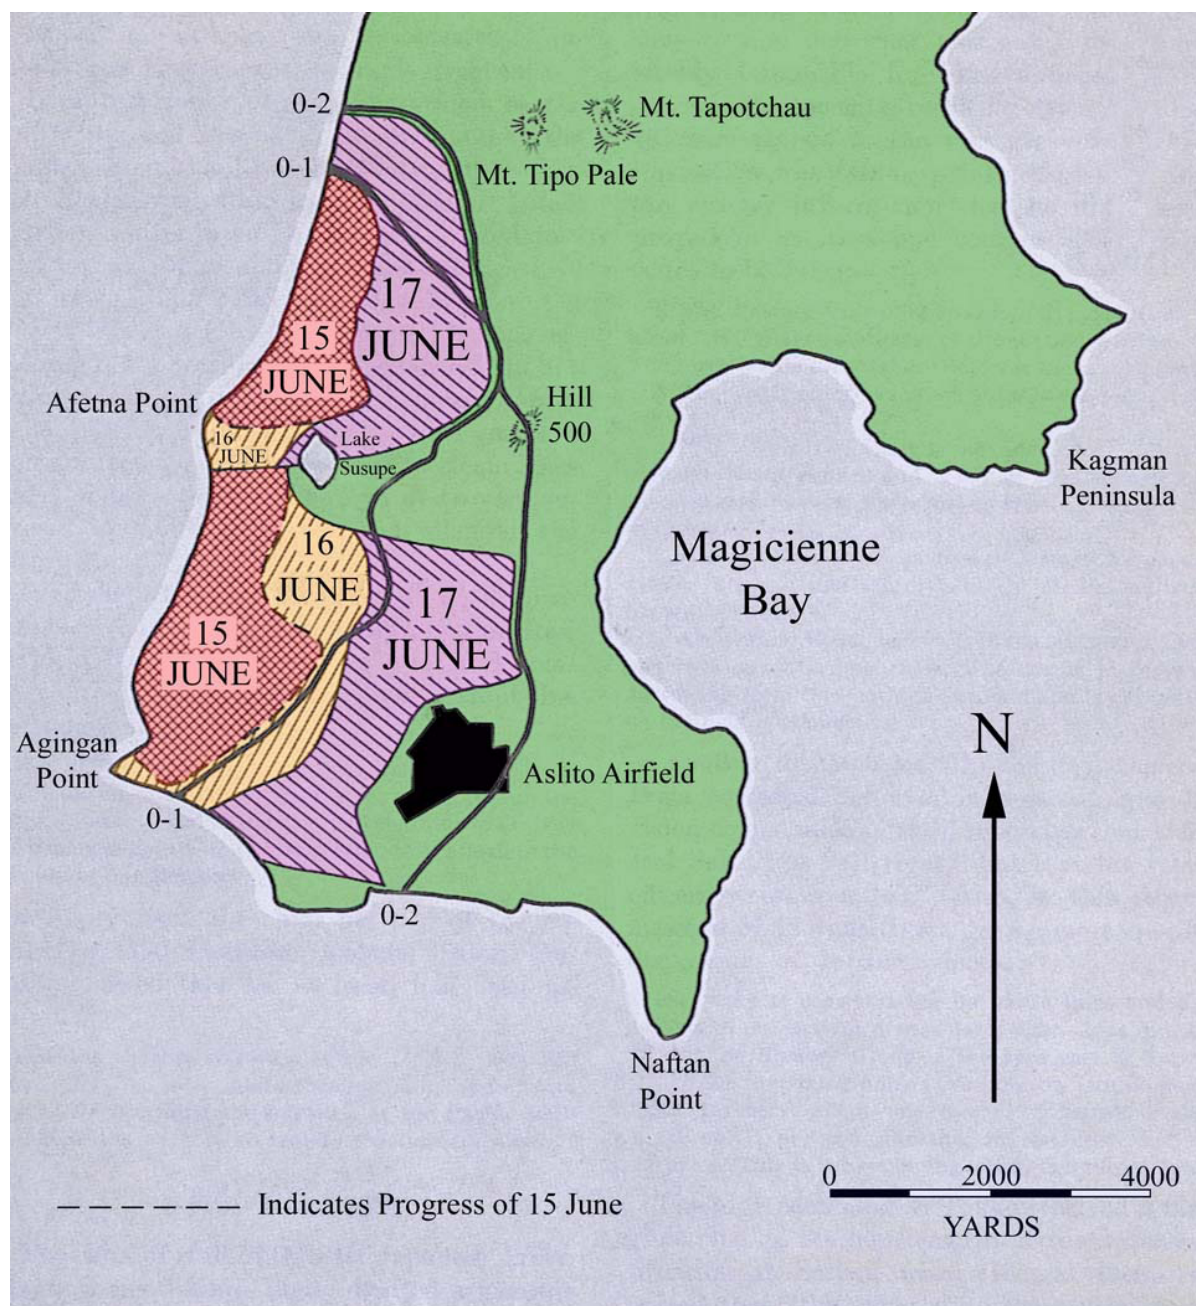 0-2
Mt. Tapotchau
0-1
Mt. Tipo Pale
17
JUNE
15
JUNE
Afetna Point
Hill
500
16
JUNE
Lake
Susupe
Kagman
Peninsula
16
JUNE
Magicienne
Bay
17
JUNE
15
JUNE
Agingan
Point
N
Aslito Airfield
0-1
0-2
Naftan
Point
0 2000 4000
YARDS
Indicates Progress of 15 June